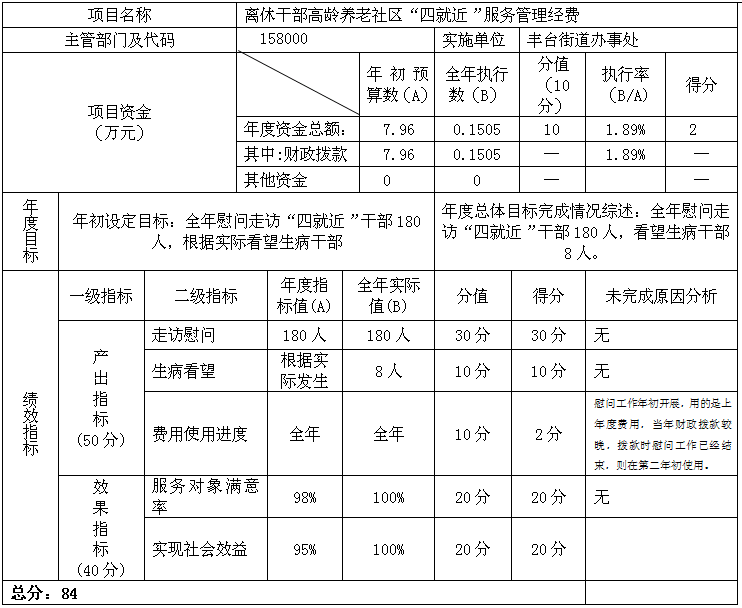 项目名称 离休干部高龄养老社区“四就近”服务管理经费
主管部门及代码 158000 实施单位 丰台街道办事处
项目资金
（万元）
年初预
算数(A)
全年执行
数（B）
分值
（10
分）
执行率
（B/A)
得分
年度资金总额： 7.96 0.1505 10 1.89% 2
其中:财政拨款 7.96 0.1505 — 1.89% —
其他资金 0 0 — —
年度目标
年初设定目标：全年慰问走访“四就近”干部180
人，根据实际看望生病干部
年度总体目标完成情况综述：全年慰问走
访“四就近”干部180人，看望生病干部
8人。
绩效指标
一级指标 二级指标
年度指
标值(A)
全年实际
值(B)
分值 得分 未完成原因分析
产
出
指
标
(50分)
走访慰问 180人 180人 30分 30分 无
生病看望
根据实
际发生
8人 10分 10分 无
费用使用进度 全年 全年 10分 2分
慰问工作年初开展，用的是上
年度费用，当年财政拨款较
晚，拨款时慰问工作已经结
束，则在第二年初使用。
效
果
指
标
(40分)
服务对象满意
率
98% 100% 20分 20分 无
实现社会效益 95% 100% 20分 20分
总分：84